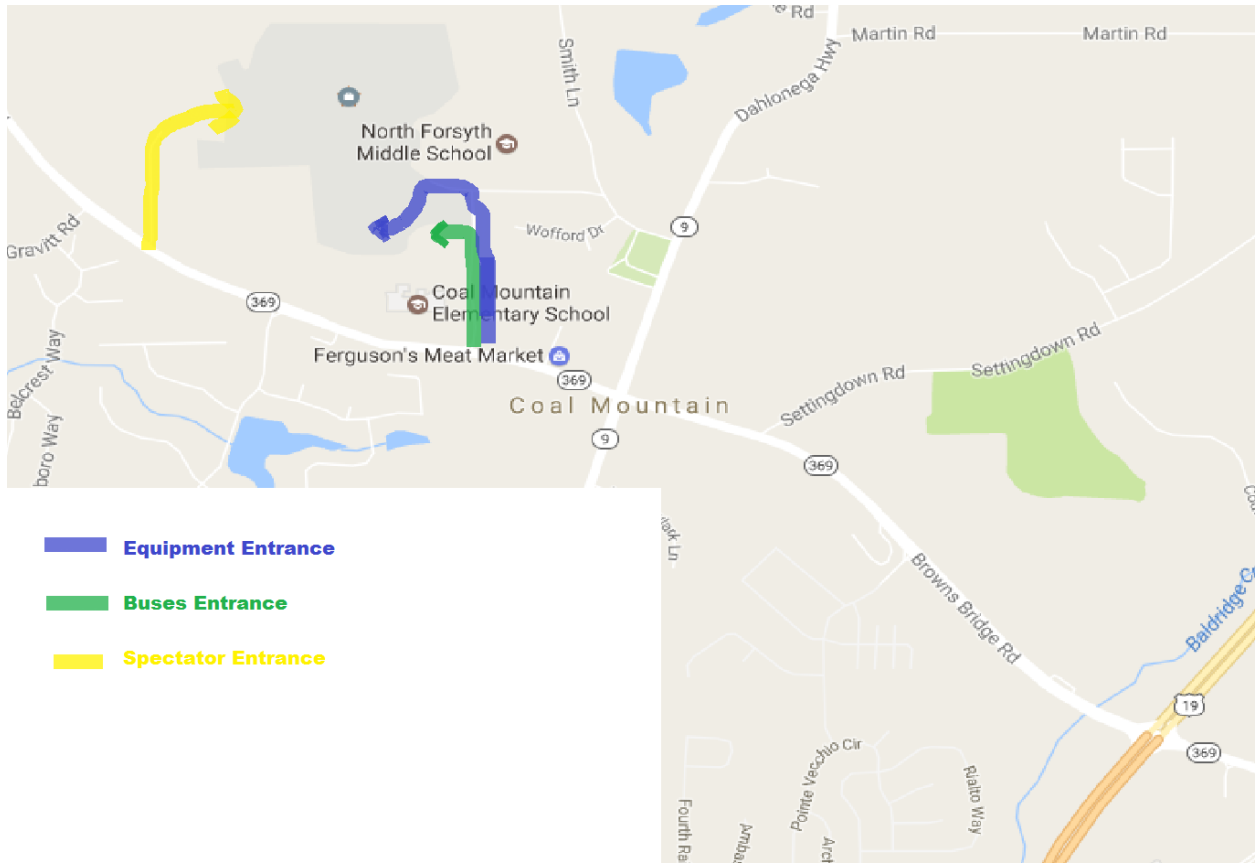 Rd
Martin Rd
Martin Rd
Smith Ln
Dahlonega Hwy
North Forsyth
Middle School
Gravitt Rd
Wofford Dr
9
369
Coal Mountain
Elementary School
Ferguson's Meat Market
369
Settingdown Rd
Settingdown Rd
Coal Mountain
Belcrest Way
boro Way
9
369
Equipment Entrance
Buses Entrance
Spectator Entrance
Browns Bridge Rd
Baldridge
19
369
Pointe Vecchio Cir
Rialto Way
Fourth